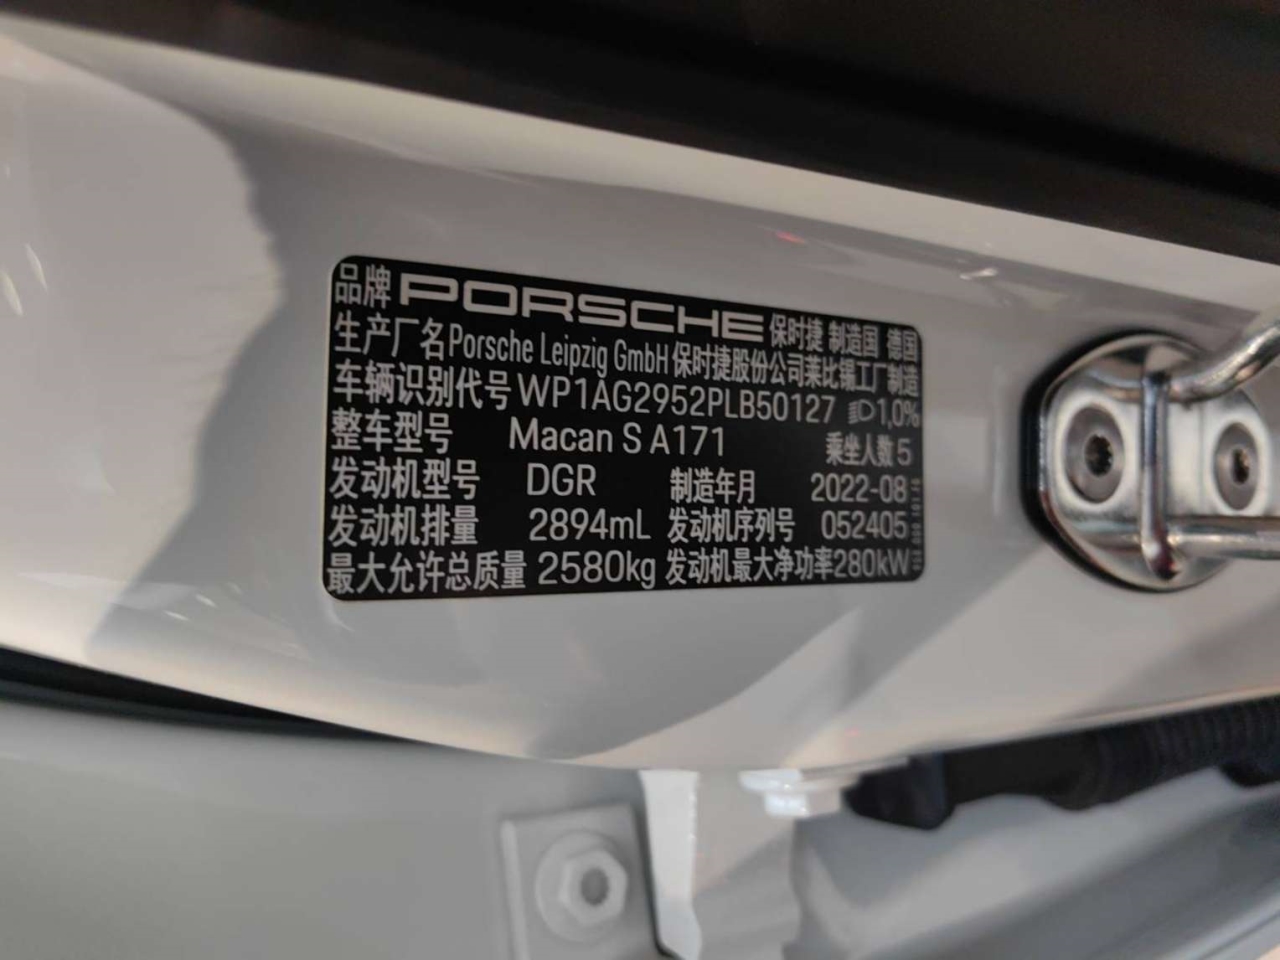 品牌 PORSCHE 保时捷 制造国 德国
生产厂名 Porsche Leipzig GmbH 保时捷股份公司莱比锡工厂制造
车辆识别代号 WP1AG2952PLB50127 1,0%
整车型号 Macan S A171 乘坐人数 5
发动机型号 DGR 制造年月 2022-08
发动机排量 2894mL 发动机序列号 052405
最大允许总质量 2580kg 发动机最大净功率 280kW